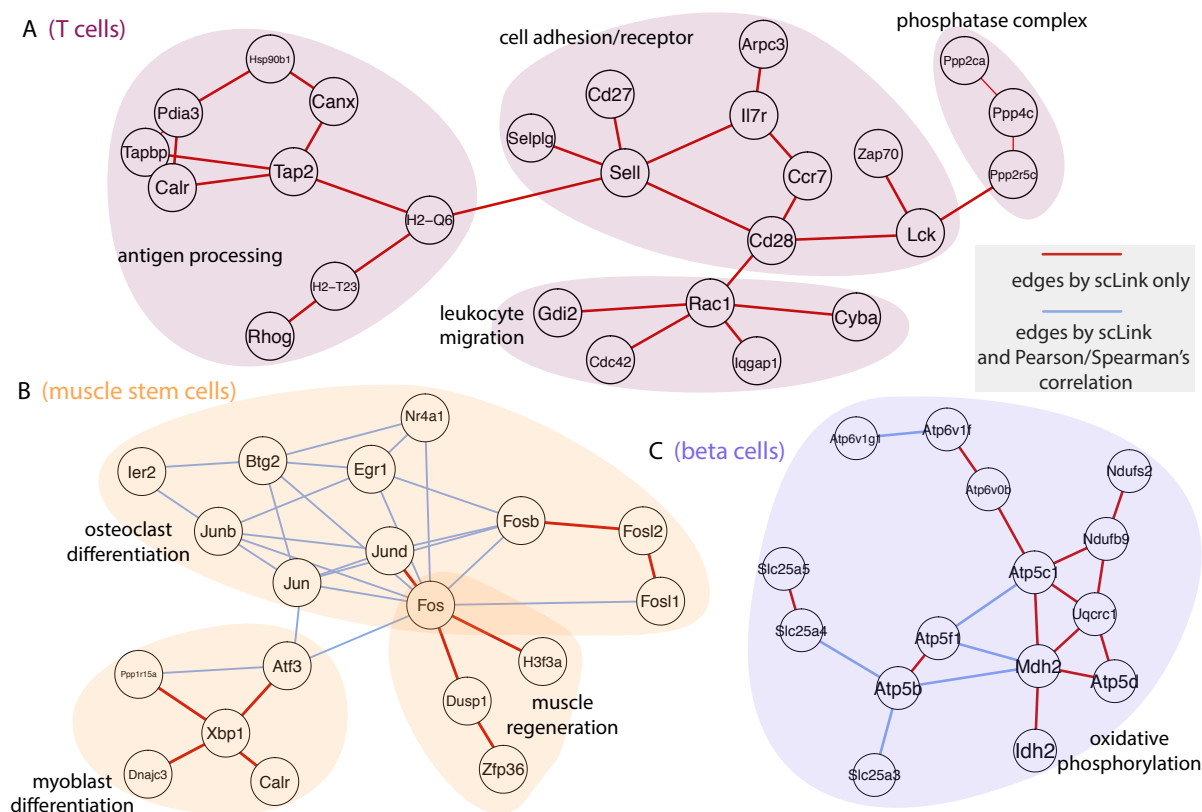 A (T cells)
cell adhesion/receptor
phosphatase complex
Hsp90b1
Arpc3
Ppp2ca
Pdia3
Canx
Cd27
Il7r
Ppp4c
Tapbp
Selplg
Zap70
Calr
Tap2
Sell
Ccr7
Ppp2r5c
H2-Q6
Cd28
Lck
antigen processing
H2-T23
Rhog
leukocyte
migration
Gdi2
Rac1
Cyba
Cdc42
Iqgap1
edges by scLink
only
edges by scLink
and Pearson/Spearman's
correlation
B (muscle stem cells)
Nr4a1
Ier2
Btg2
Egr1
osteoclast
differentiation
Junb
Fosb
Fosl2
Jund
Jun
Fos
Fosl1
Atf3
H3f3a
Ppp1r15a
Dusp1
muscle
regeneration
Xbp1
Dnajc3
Calr
Zfp36
myoblast
differentiation
C (beta cells)
Atp6v1g1
Atp6v1f
Ndufs2
Atp6v0b
Ndufb9
Slc25a5
Atp5c1
Slc25a4
Uqcrc1
Atp5f1
Mdh2
Atp5b
Atp5d
Idh2
Slc25a3
oxidative
phosphorylation